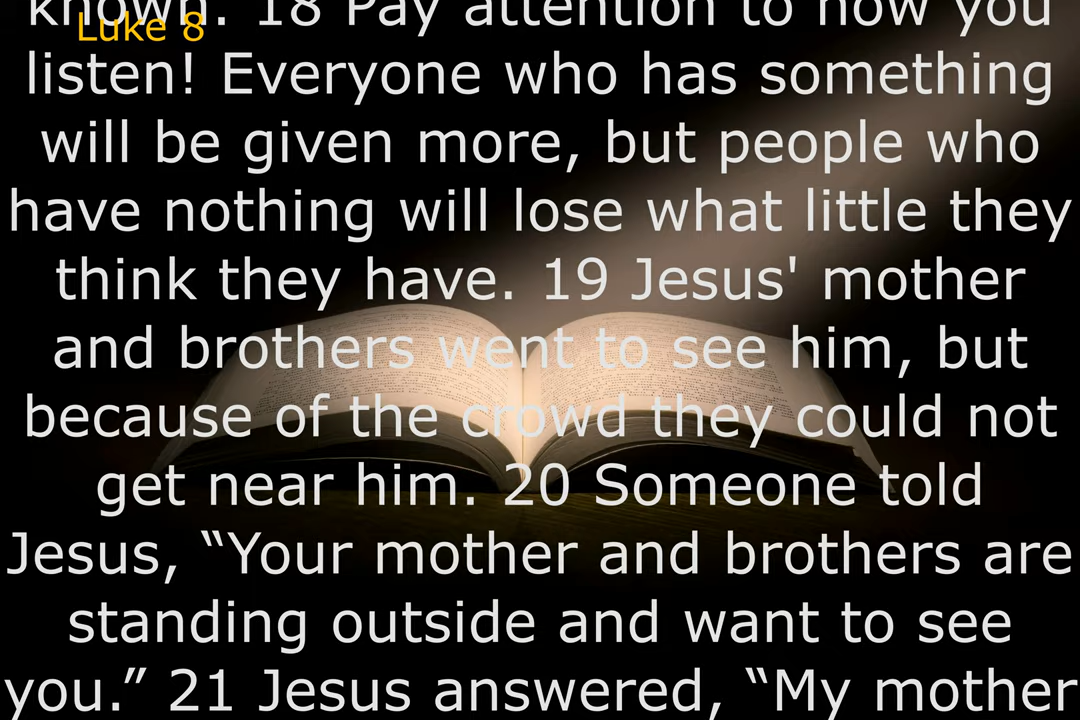 known. 18 Pay attention to how you
Luke 8
listen! Everyone who has something
will be given more, but people who
have nothing will lose what little they
think they have. 19 Jesus' mother
and brothers went to see him, but
because of the crowd they could not
get near him. 20 Someone told
Jesus, “Your mother and brothers are
standing outside and want to see
you.” 21 Jesus answered, “My mother